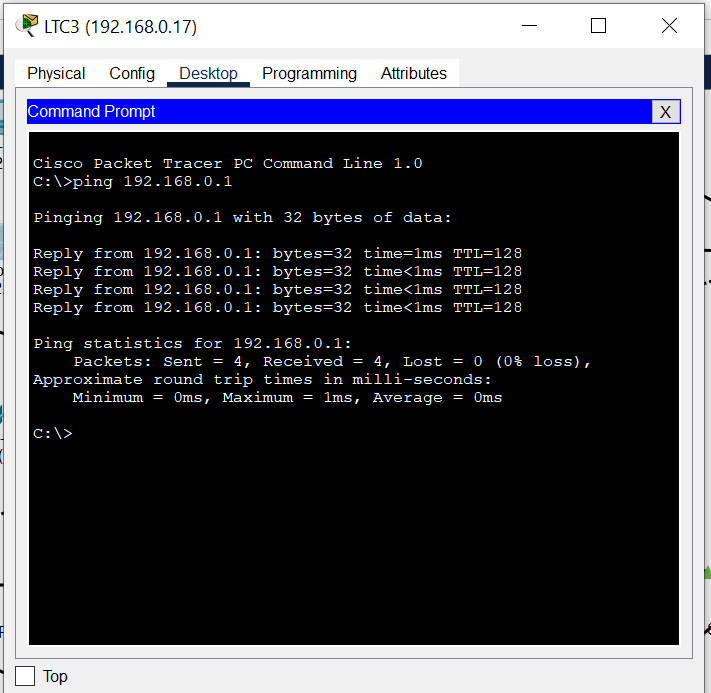 LTC3 (192.168.0.17)
Physical Config Desktop Programming Attributes
Command Prompt X
Cisco Packet Tracer PC Command Line 1.0
C:\>ping 192.168.0.1
Pinging 192.168.0.1 with 32 bytes of data:
Reply from 192.168.0.1: bytes=32 time=1ms TTL=128
Reply from 192.168.0.1: bytes=32 time<1ms TTL=128
Reply from 192.168.0.1: bytes=32 time<1ms TTL=128
Reply from 192.168.0.1: bytes=32 time<1ms TTL=128
Ping statistics for 192.168.0.1:
Packets: Sent = 4, Received = 4, Lost = 0 (0% loss),
Approximate round trip times in milli-seconds:
Minimum = 0ms, Maximum = 1ms, Average = 0ms
C:\>
Top